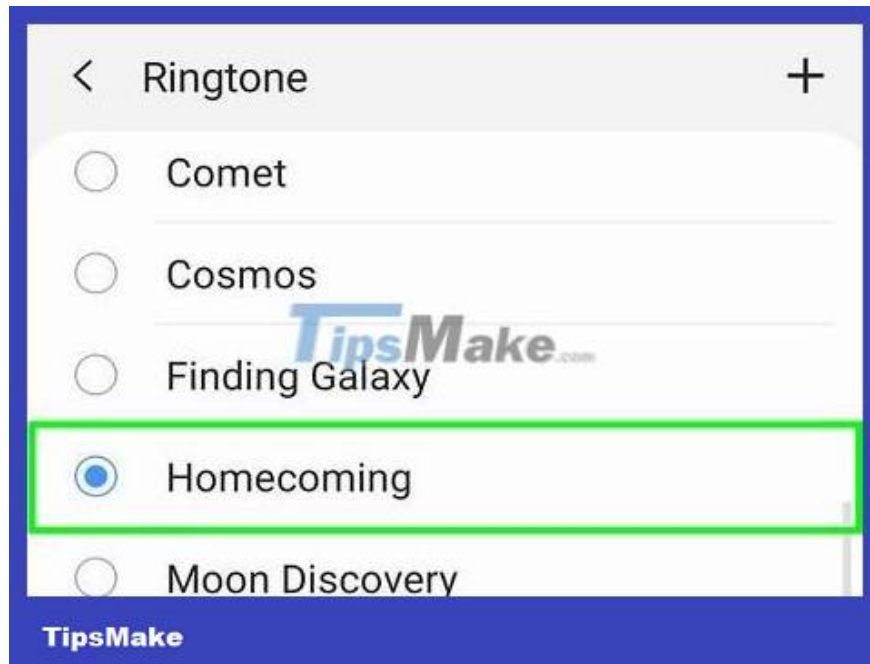 Ringtone
Comet
Cosmos
TipsMake.com
Finding Galaxy
Homecoming
Moon Discovery
TipsMake